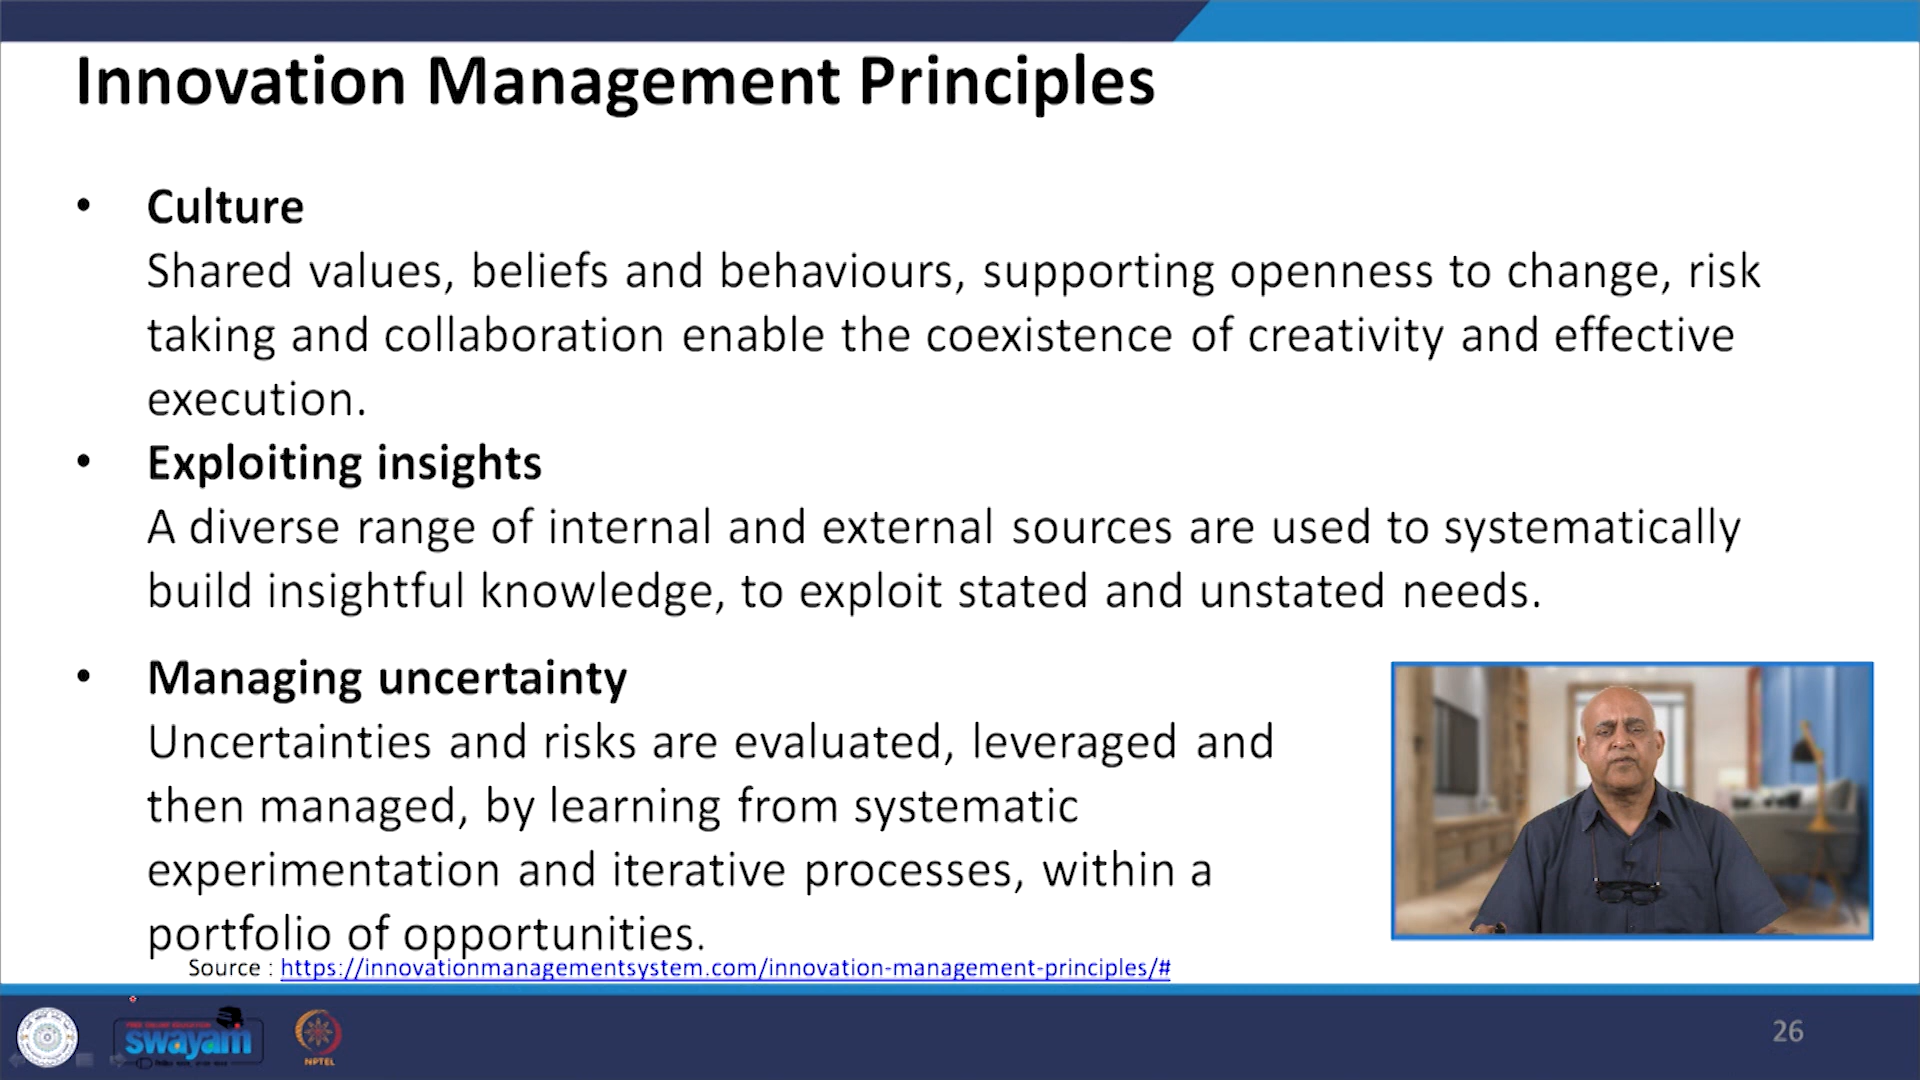 Innovation Management Principles
• Culture
Shared values, beliefs and behaviours, supporting openness to change, risk
taking and collaboration enable the coexistence of creativity and effective
execution.
• Exploiting insights
A diverse range of internal and external sources are used to systematically
build insightful knowledge, to exploit stated and unstated needs.
• Managing uncertainty
Uncertainties and risks are evaluated, leveraged and
then managed, by learning from systematic
experimentation and iterative processes, within a
portfolio of opportunities.
Source : https://innovationmanagementsystem.com/innovation-management-principles/#
FREE ONLINE EDUCATION
swayam
NPTEL
26